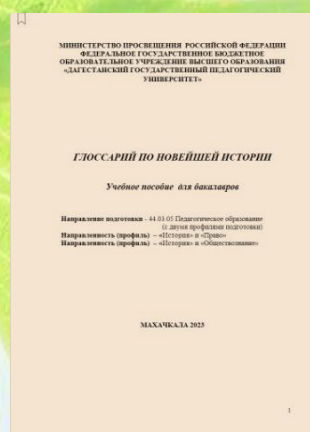 МИНИСТЕРСТВО ПРОСВЕЩЕНИЯ РОССИЙСКОЙ ФЕДЕРАЦИИ
ФЕДЕРАЛЬНОЕ ГОСУДАРСТВЕННОЕ БЮДЖЕТНОЕ
ОБРАЗОВАТЕЛЬНОЕ УЧРЕЖДЕНИЕ ВЫСШЕГО ОБРАЗОВАНИЯ
«ДАГЕСТАНСКИЙ ГОСУДАРСТВЕННЫЙ ПЕДАГОГИЧЕСКИЙ
УНИВЕРСИТЕТ»
ГЛОССАРИЙ ПО НОВЕЙШЕЙ ИСТОРИИ
Учебное пособие для бакалавров
Направление подготовки - 44.03.05 Педагогическое образование
(с двумя профилями подготовки)
Направленность (профиль) – «История» и «Право»
Направленность (профиль) – «История» и «Обществознание»
МАХАЧКАЛА 2023
1